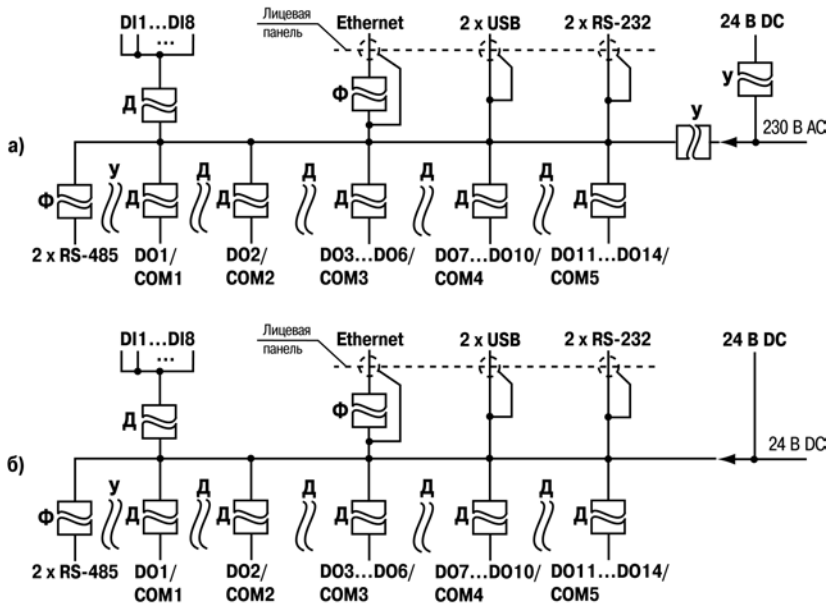 DI1...DI8
...
Лицевая
панель
Ethernet
2 x USB
2 x RS-232
24 В DC
Д
Ф
У
У
230 В AC
а)
Ф
У
Д
Д
Д
Д
Д
Д
Д
Д
Д
2 x RS-485
DO1/
COM1
DO2/
COM2
DO3...DO6/
COM3
DO7...DO10/
COM4
DO11...DO14/
COM5
DI1...DI8
...
Лицевая
панель
Ethernet
2 x USB
2 x RS-232
24 В DC
Д
Ф
24 В DC
б)
Ф
У
Д
Д
Д
Д
Д
Д
Д
Д
Д
2 x RS-485
DO1/
COM1
DO2/
COM2
DO3...DO6/
COM3
DO7...DO10/
COM4
DO11...DO14/
COM5